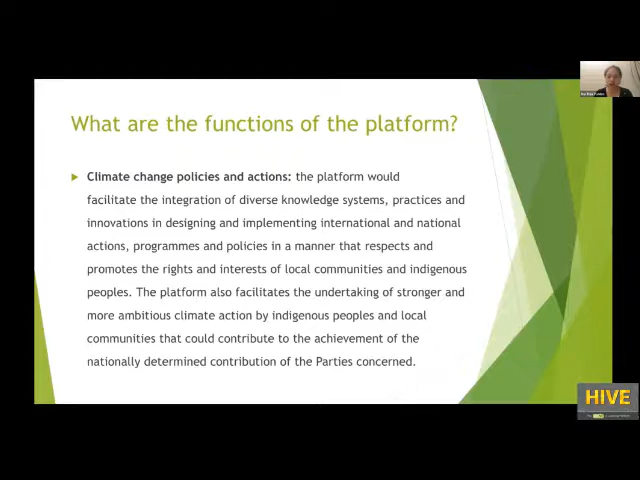 What are the functions of the platform?
Climate change policies and actions: the platform would
facilitate the integration of diverse knowledge systems, practices and
innovations in designing and implementing international and national
actions, programmes and policies in a manner that respects and
promotes the rights and interests of local communities and indigenous
peoples. The platform also facilitates the undertaking of stronger and
more ambitious climate action by indigenous peoples and local
communities that could contribute to the achievement of the
nationally determined contribution of the Parties concerned.
HIVE